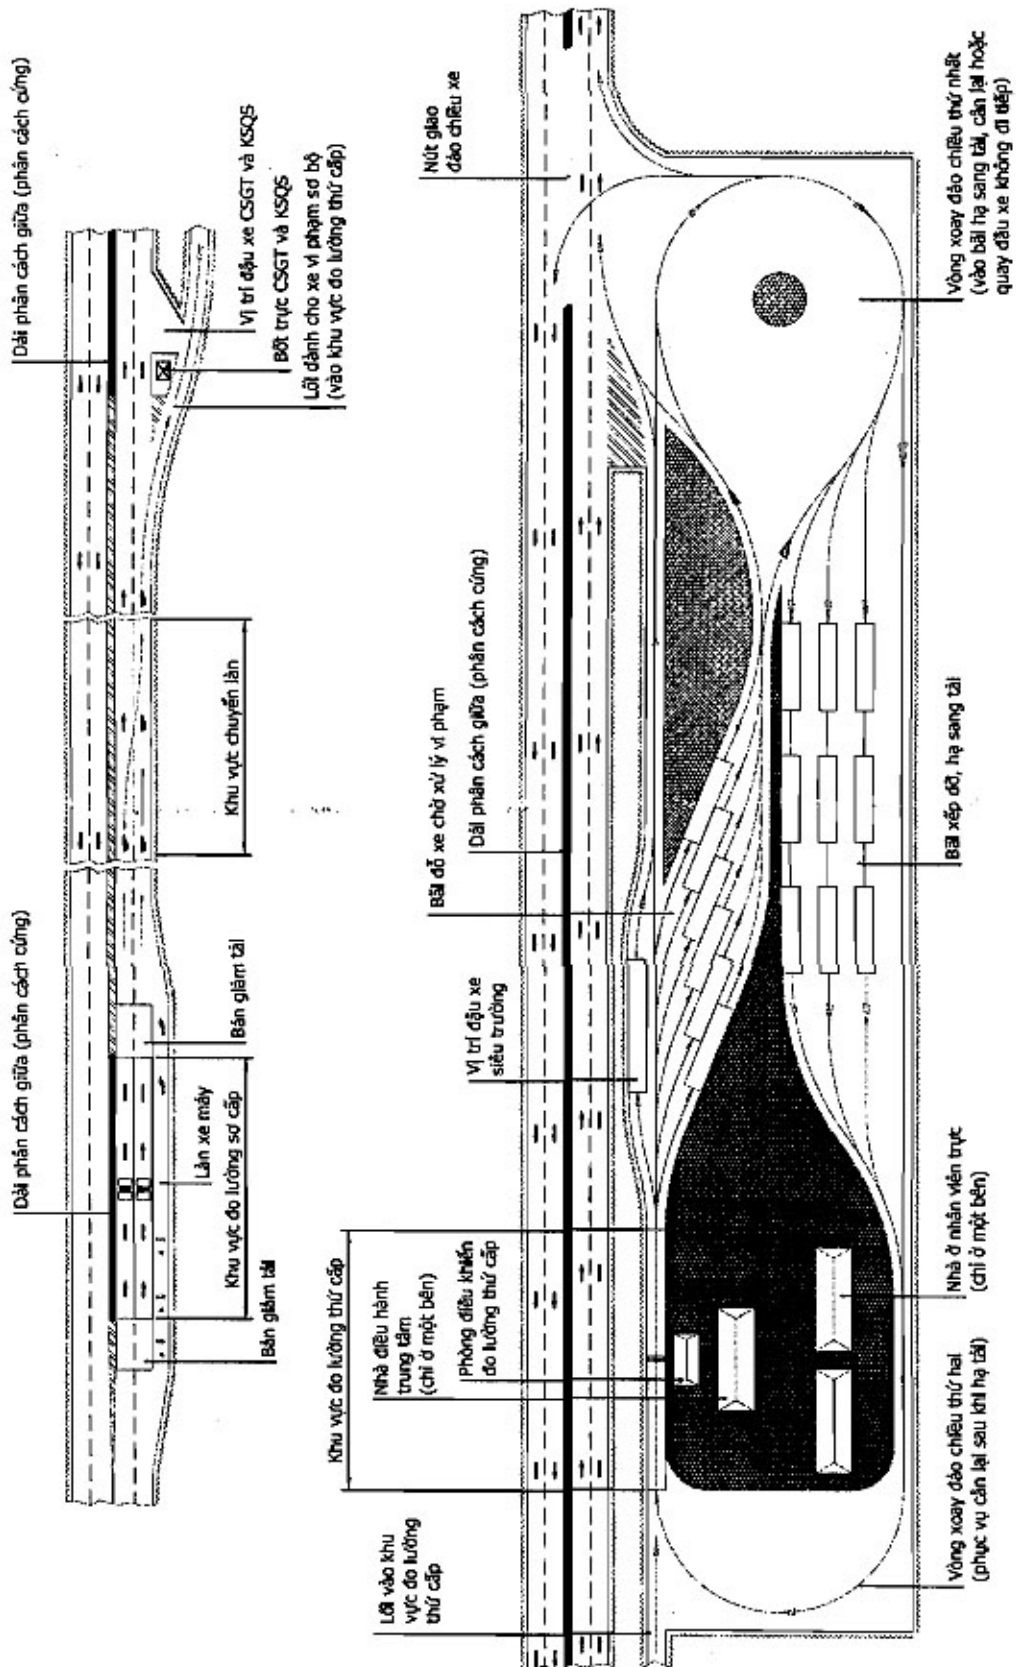 Dải phân cách giữa (phân cách cứng)
Dải phân cách giữa (phân cách cứng)
Bản giảm tải
Khu vực đo lường sơ cấp
Làn xe máy
Bản giảm tải
Khu vực chuyển làn
Vị trí đậu xe CSGT và KSQS
Bốt trực CSGT và KSQS
Lối dành cho xe vi phạm sơ bộ
(vào khu vực đo lường thứ cấp)
Lối vào khu
vực đo lường
thứ cấp
Khu vực đo lường thứ cấp
Nhà điều hành
trung tâm
(chỉ ở một bên)
Phòng điều khiển
đo lường thứ cấp
Vị trí đậu xe
siêu trường
Bãi đỗ xe chờ xử lý vi phạm
Dải phân cách giữa (phân cách cứng)
Nút giao
đảo chiều xe
Vòng xoay đảo chiều thứ hai
(phục vụ cân lại sau khi hạ tải)
Nhà ở nhân viên trực
(chỉ ở một bên)
Bãi xếp dỡ, hạ sang tải
Vòng xoay đảo chiều thứ nhất
(vào bãi hạ sang tải, cân lại hoặc
quay đầu xe không đi tiếp)